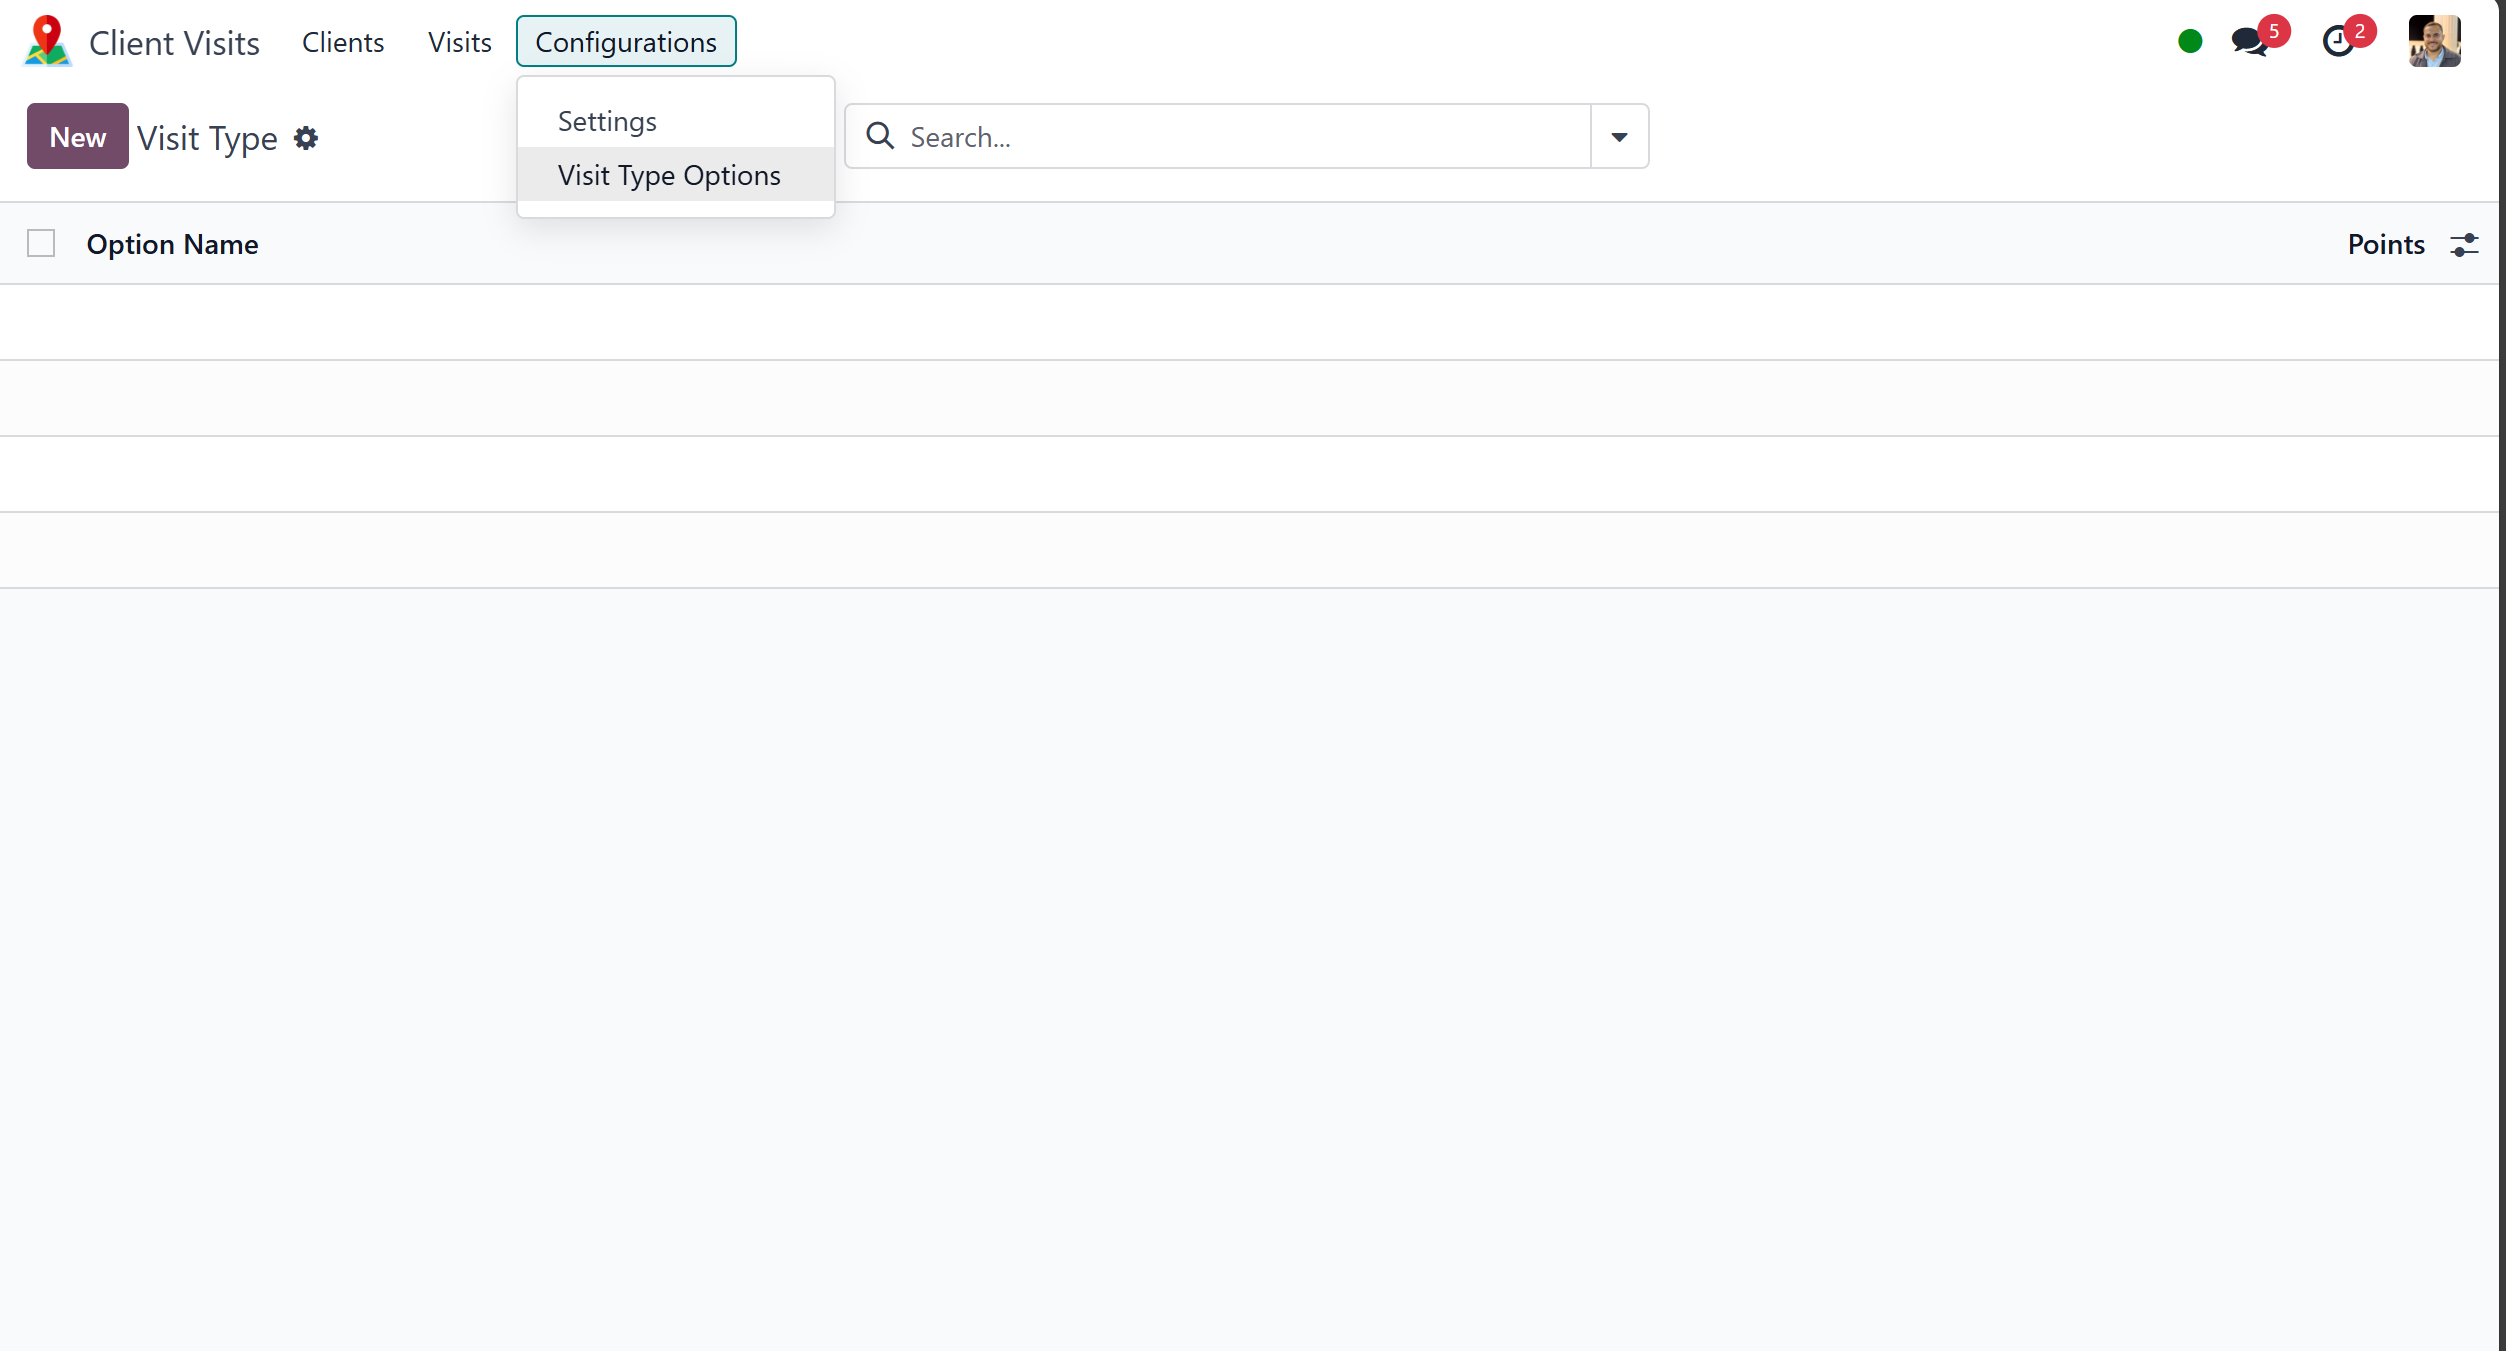 Client Visits Clients Visits Configurations 5 2
Settings
New Visit Type Search...
Visit Type Options
Option Name Points